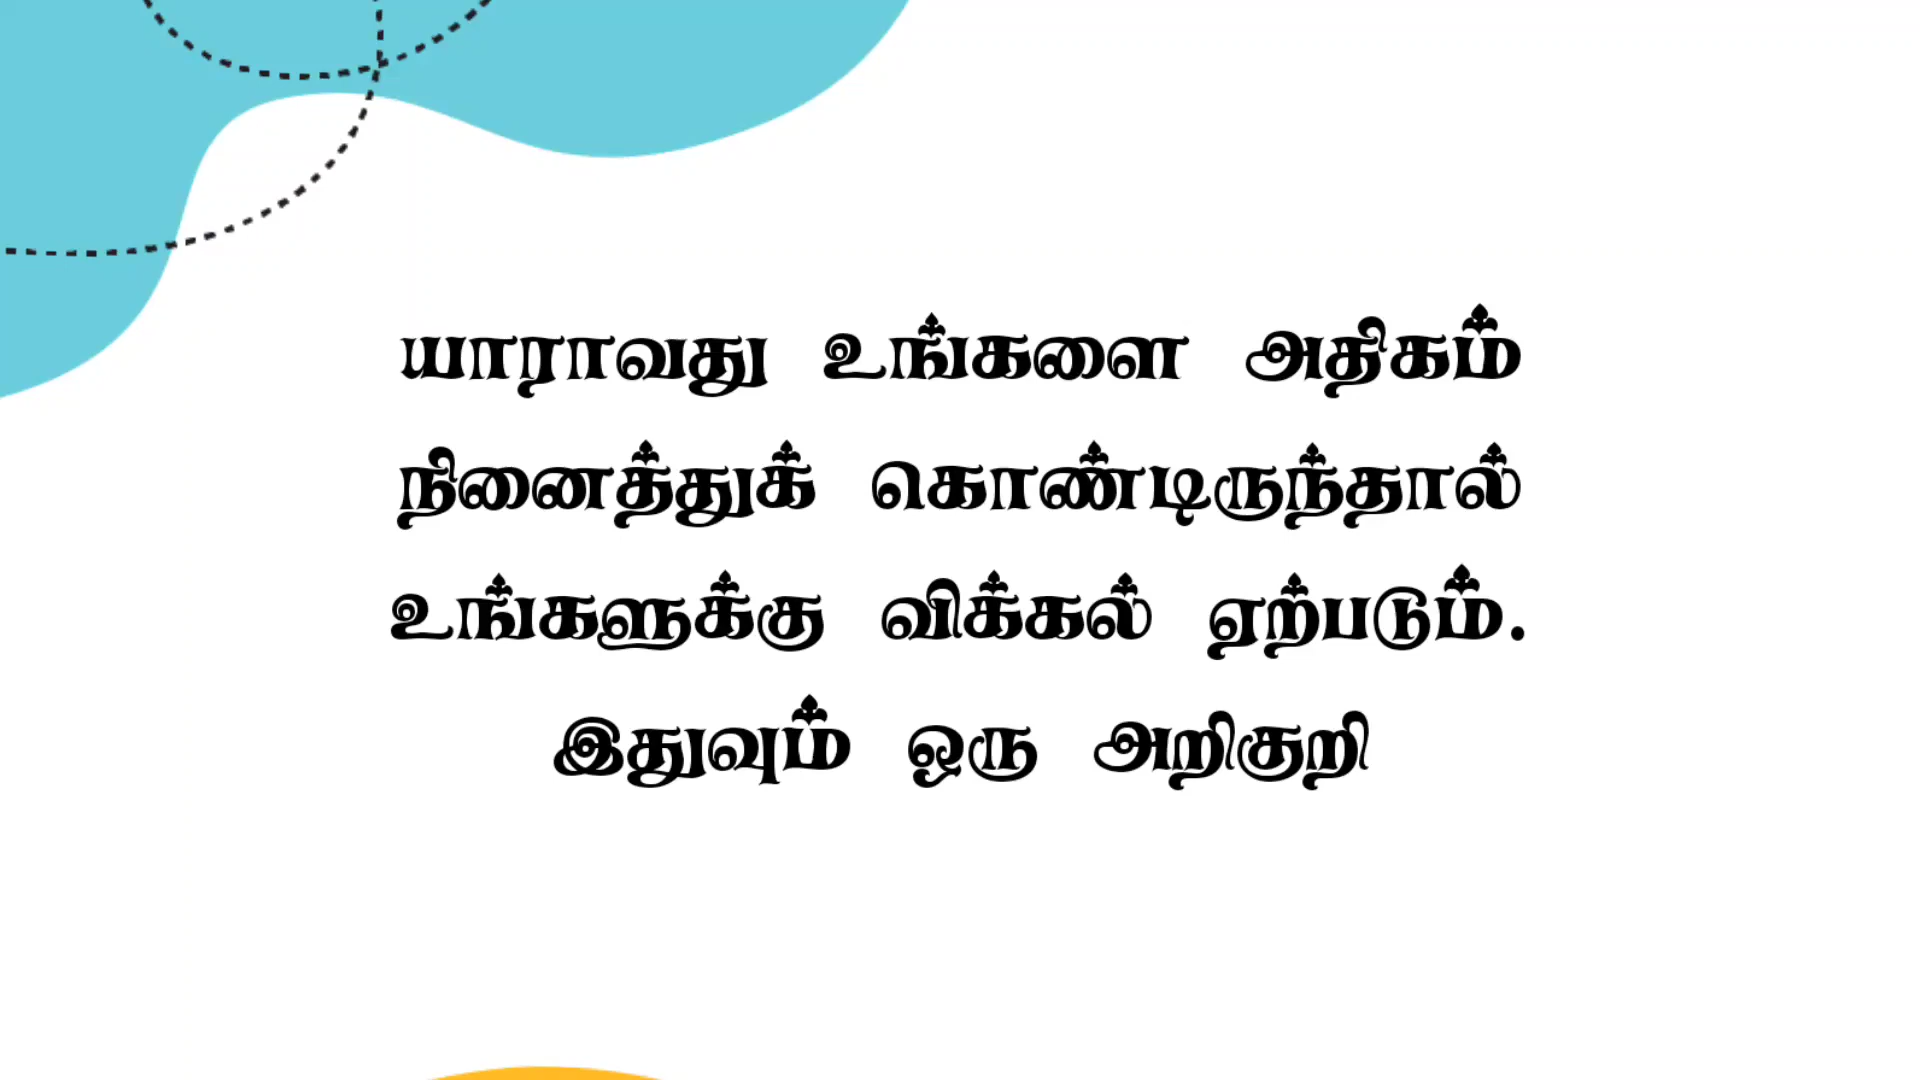 யாராவது உங்களை அதிகம்
நினைத்துக் கொண்டிருந்தால்
உங்களுக்கு விக்கல் ஏற்படும்.
இதுவும் ஒரு அறிகுறி